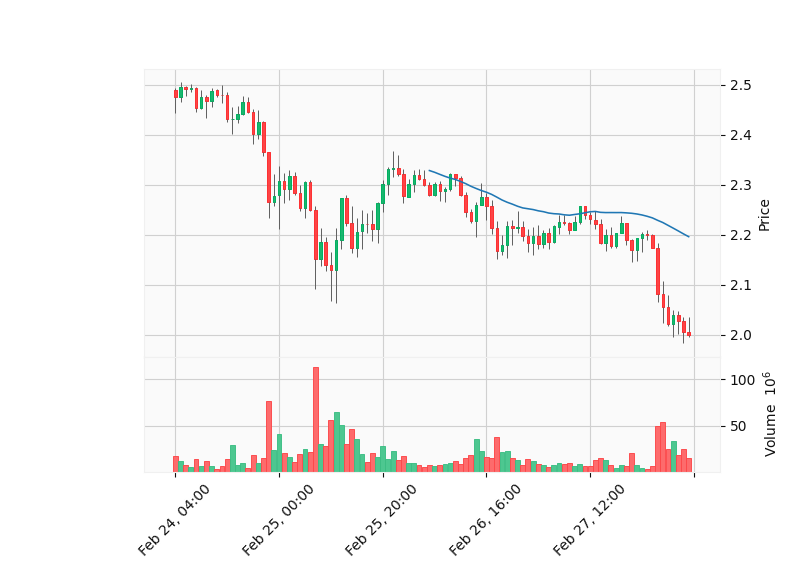 2.5
2.4
2.3
2.2
2.1
2.0
Price
100
50
Volume 10^6
Feb 24, 04:00
Feb 25, 00:00
Feb 25, 20:00
Feb 26, 16:00
Feb 27, 12:00